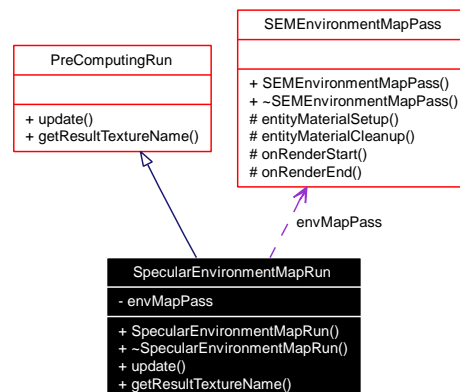 SEMEnvironmentMapPass
+ SEMEnvironmentMapPass()
+ ~SEMEnvironmentMapPass()
# entityMaterialSetup()
# entityMaterialCleanup()
# onRenderStart()
# onRenderEnd()
PreComputingRun
+ update()
+ getResultTextureName()
envMapPass
SpecularEnvironmentMapRun
- envMapPass
+ SpecularEnvironmentMapRun()
+ ~SpecularEnvironmentMapRun()
+ update()
+ getResultTextureName()